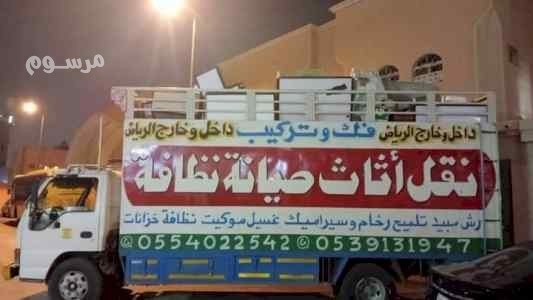 مرسوم
داخل وخارج الرياض فك وتركيب داخل وخارج الرياض
نقل أثاث صيانة نظافة
رش مبيد تلميع رخام وسيراميك غسيل موكيت نظافة خزانات
0554022542 0539131947